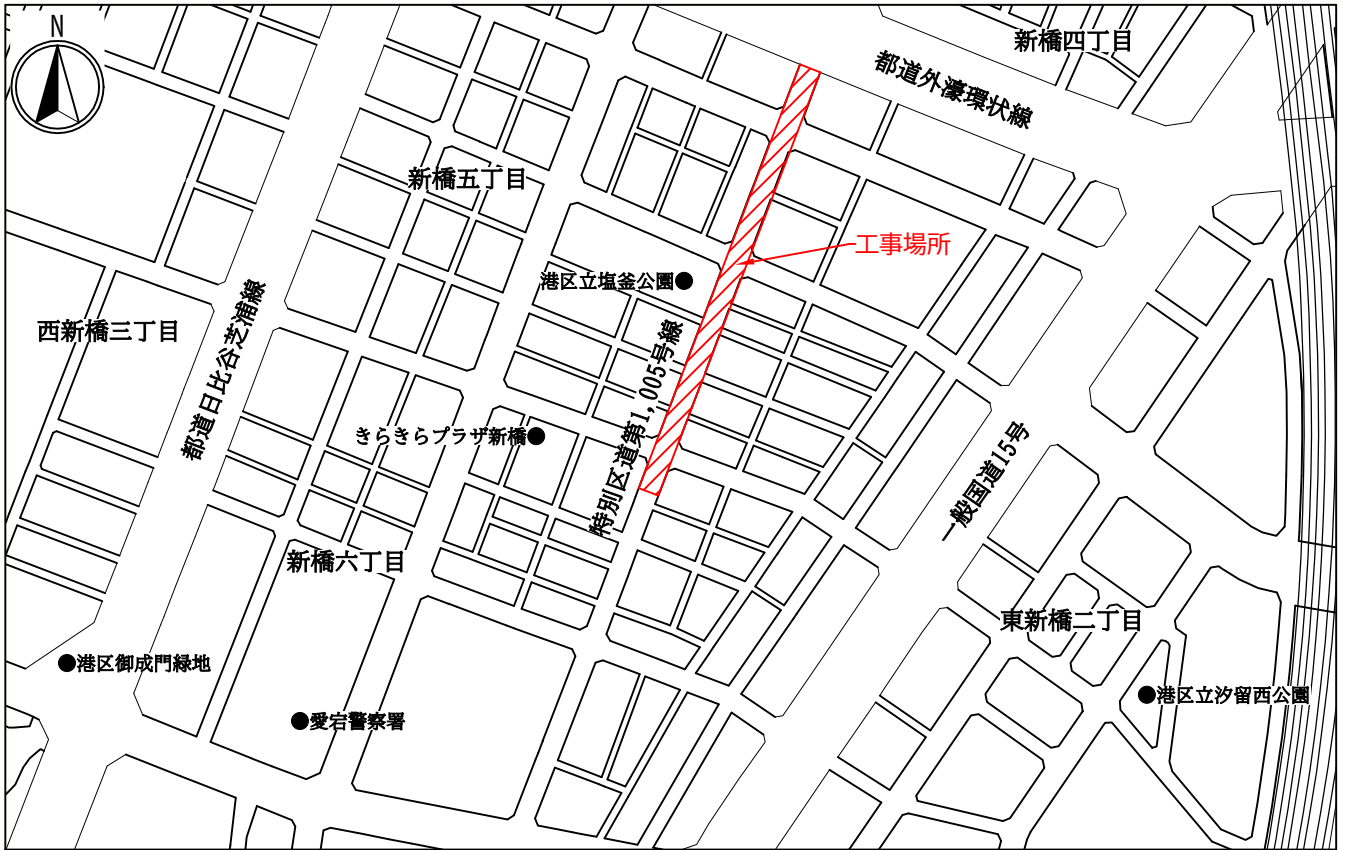 N
新橋四丁目
都道外濠環状線
新橋五丁目
工事場所
港区立塩釜公園●
西新橋三丁目
都道日比谷芝浦線
特別区道第1,005号線
きらきらプラザ新橋●
一般国道15号
新橋六丁目
東新橋二丁目
●港区御成門緑地
●港区立汐留西公園
●愛宕警察署